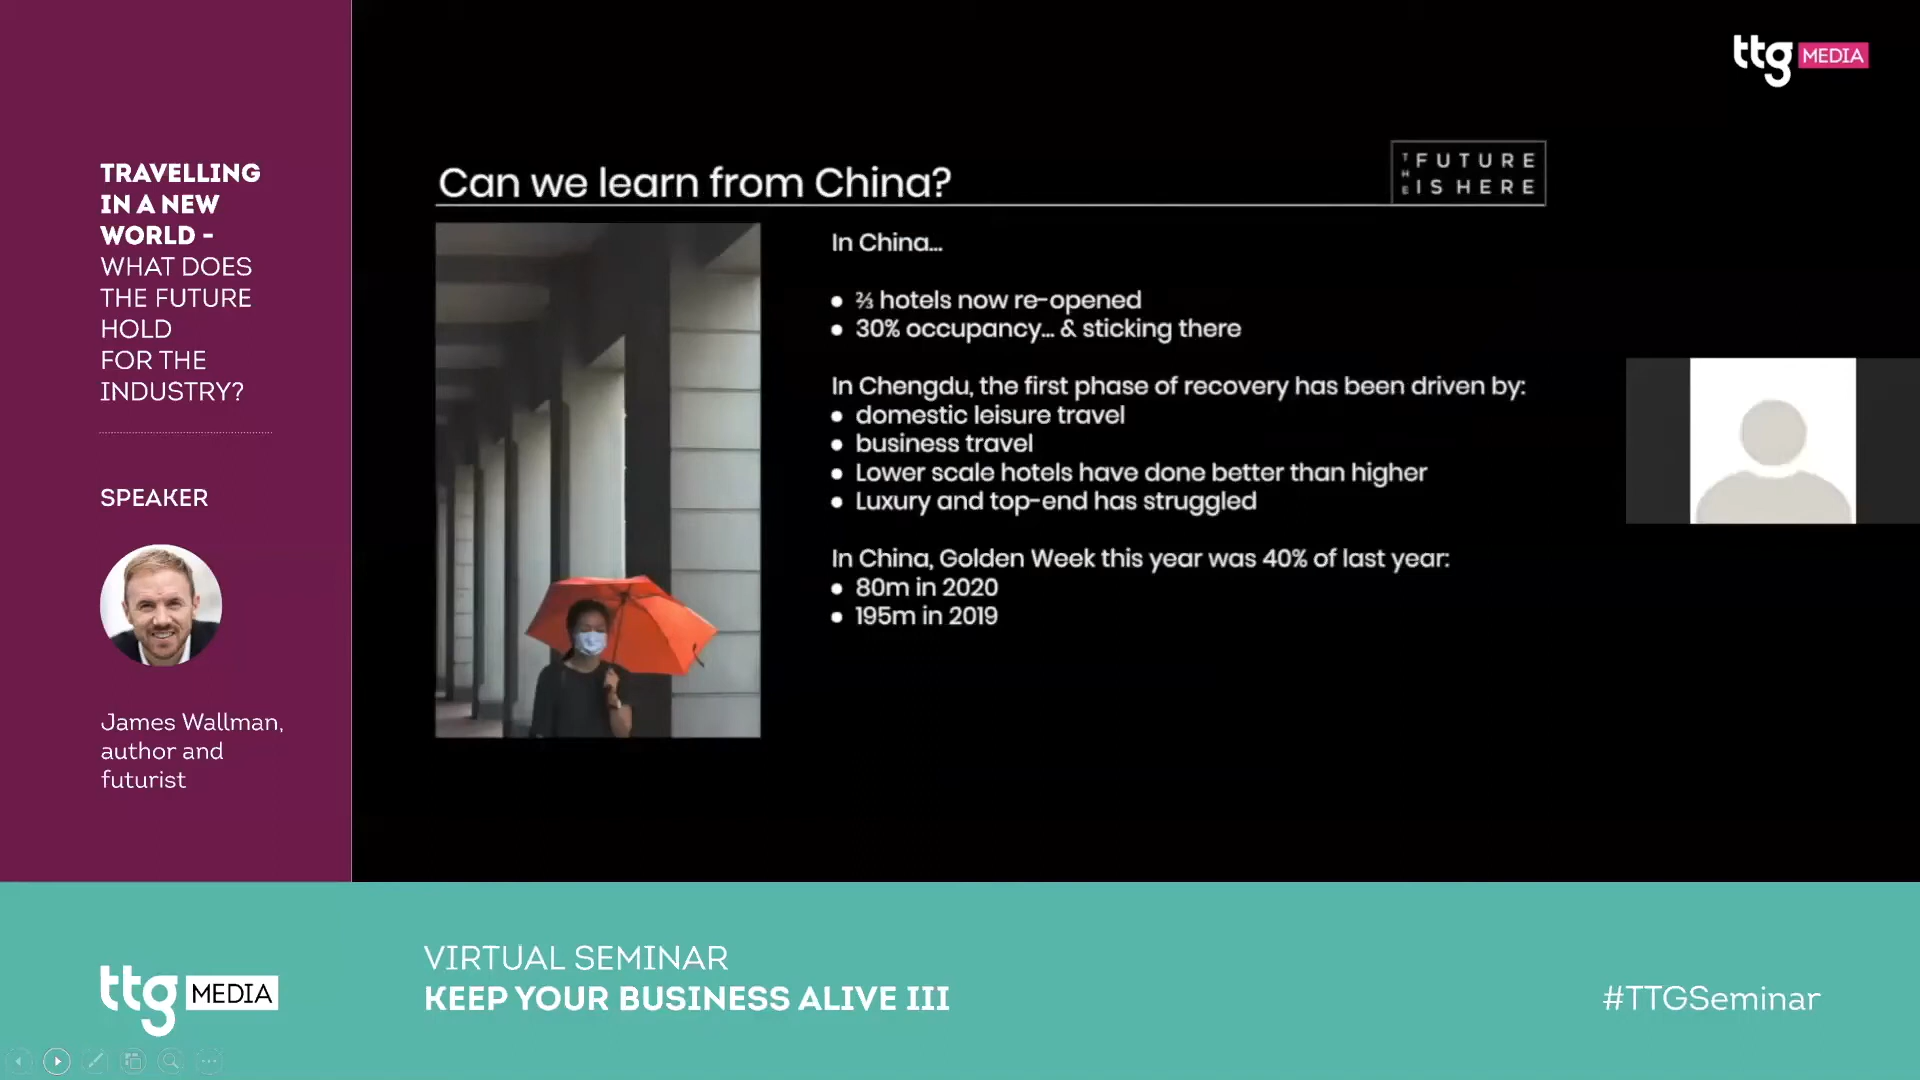 ttg MEDIA
TRAVELLING
IN A NEW
WORLD -
WHAT DOES
THE FUTURE
HOLD
FOR THE
INDUSTRY?
SPEAKER
James Wallman,
author and
futurist
Can we learn from China?
THE FUTURE
IS HERE
In China...
● ⅔ hotels now re-opened
● 30% occupancy... & sticking there
In Chengdu, the first phase of recovery has been driven by:
● domestic leisure travel
● business travel
● Lower scale hotels have done better than higher
● Luxury and top-end has struggled
In China, Golden Week this year was 40% of last year:
● 80m in 2020
● 195m in 2019
ttg MEDIA
VIRTUAL SEMINAR
KEEP YOUR BUSINESS ALIVE III
#TTGSeminar